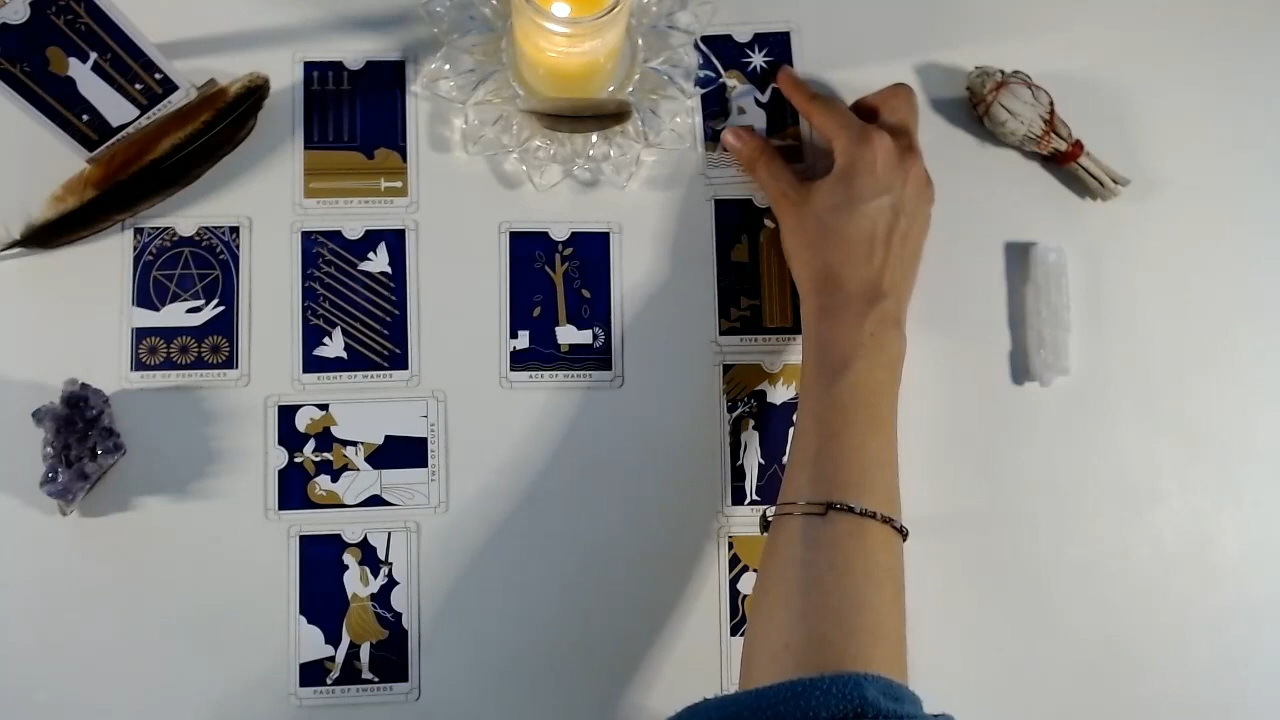 FOUR OF SWORDS
ACE OF PENTACLES
EIGHT OF WANDS
ACE OF WANDS
FIVE OF CUPS
TWO OF CUPS
TH
PAGE OF SWORDS